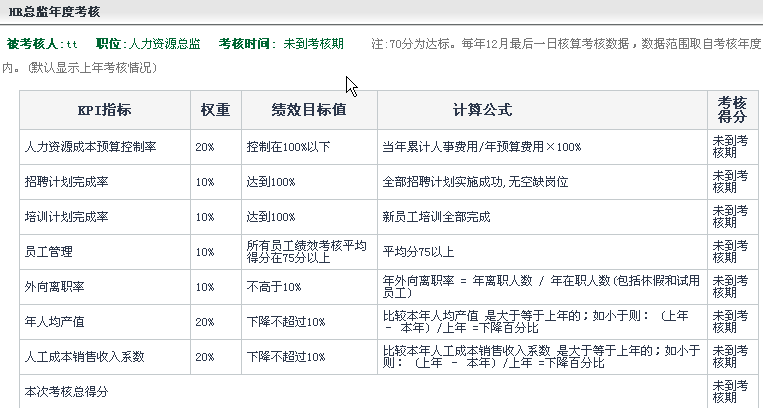 HR总监年度考核
被考核人:tt 职位:人力资源总监 考核时间: 未到考核期 注:70分为达标。每年12月最后一日核算考核数据，数据范围取自考核年度
内。(默认显示上年考核情况)
KPI指标 权重 绩效目标值 计算公式 考核
得分
人力资源成本预算控制率 20% 控制在100%以下 当年累计人事费用/年预算费用×100% 未到考
核期
招聘计划完成率 10% 达到100% 全部招聘计划实施成功,无空缺岗位 未到考
核期
培训计划完成率 10% 达到100% 新员工培训全部完成 未到考
核期
员工管理 10% 所有员工绩效考核平均
得分在75分以上 平均分75以上 未到考
核期
外向离职率 10% 不高于10% 年外向离职率 = 年离职人数 / 年在职人数(包括休假和试用
员工) 未到考
核期
年人均产值 20% 下降不超过10% 比较本年人均产值 是大于等于上年的；如小于则： (上年
- 本年) /上年 =下降百分比 未到考
核期
人工成本销售收入系数 20% 下降不超过10% 比较本年人工成本销售收入系数 是大于等于上年的；如小于
则： (上年 - 本年) /上年 =下降百分比 未到考
核期
本次考核总得分 未到考
核期